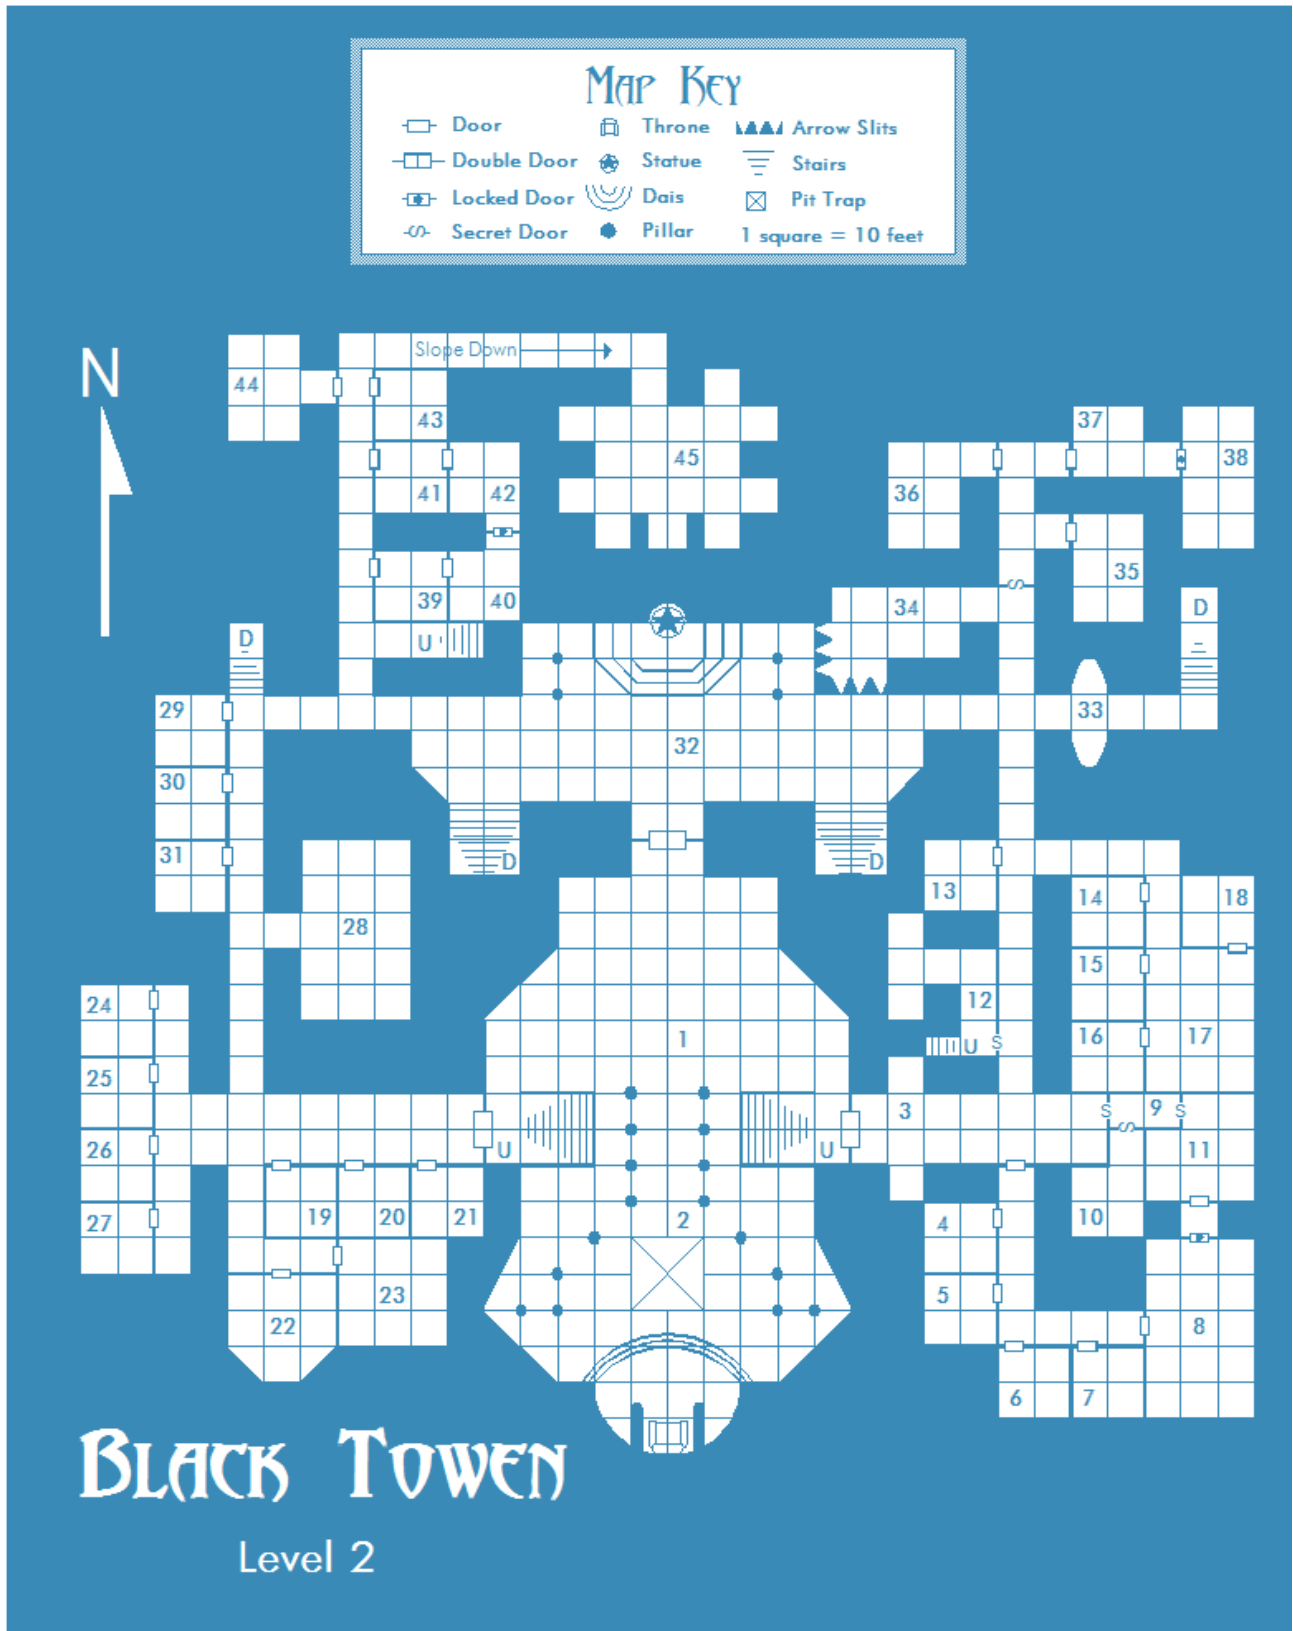 Map Key
Door Throne Arrow Slits
Double Door Statue Stairs
Locked Door Dais Pit Trap
Secret Door Pillar 1 square = 10 feet
N
Slope Down
44
43
37
45 38
41 42 36
35
39 40 34 D
D U
29 33
32
30
31 D D
13 14 18
28
15
24 12
1 16 17
U S
25
3 S S 9 S
26 U U 11
27 19 20 21 2 4 10
23 5
22 8
6 7
Black Tower
Level 2